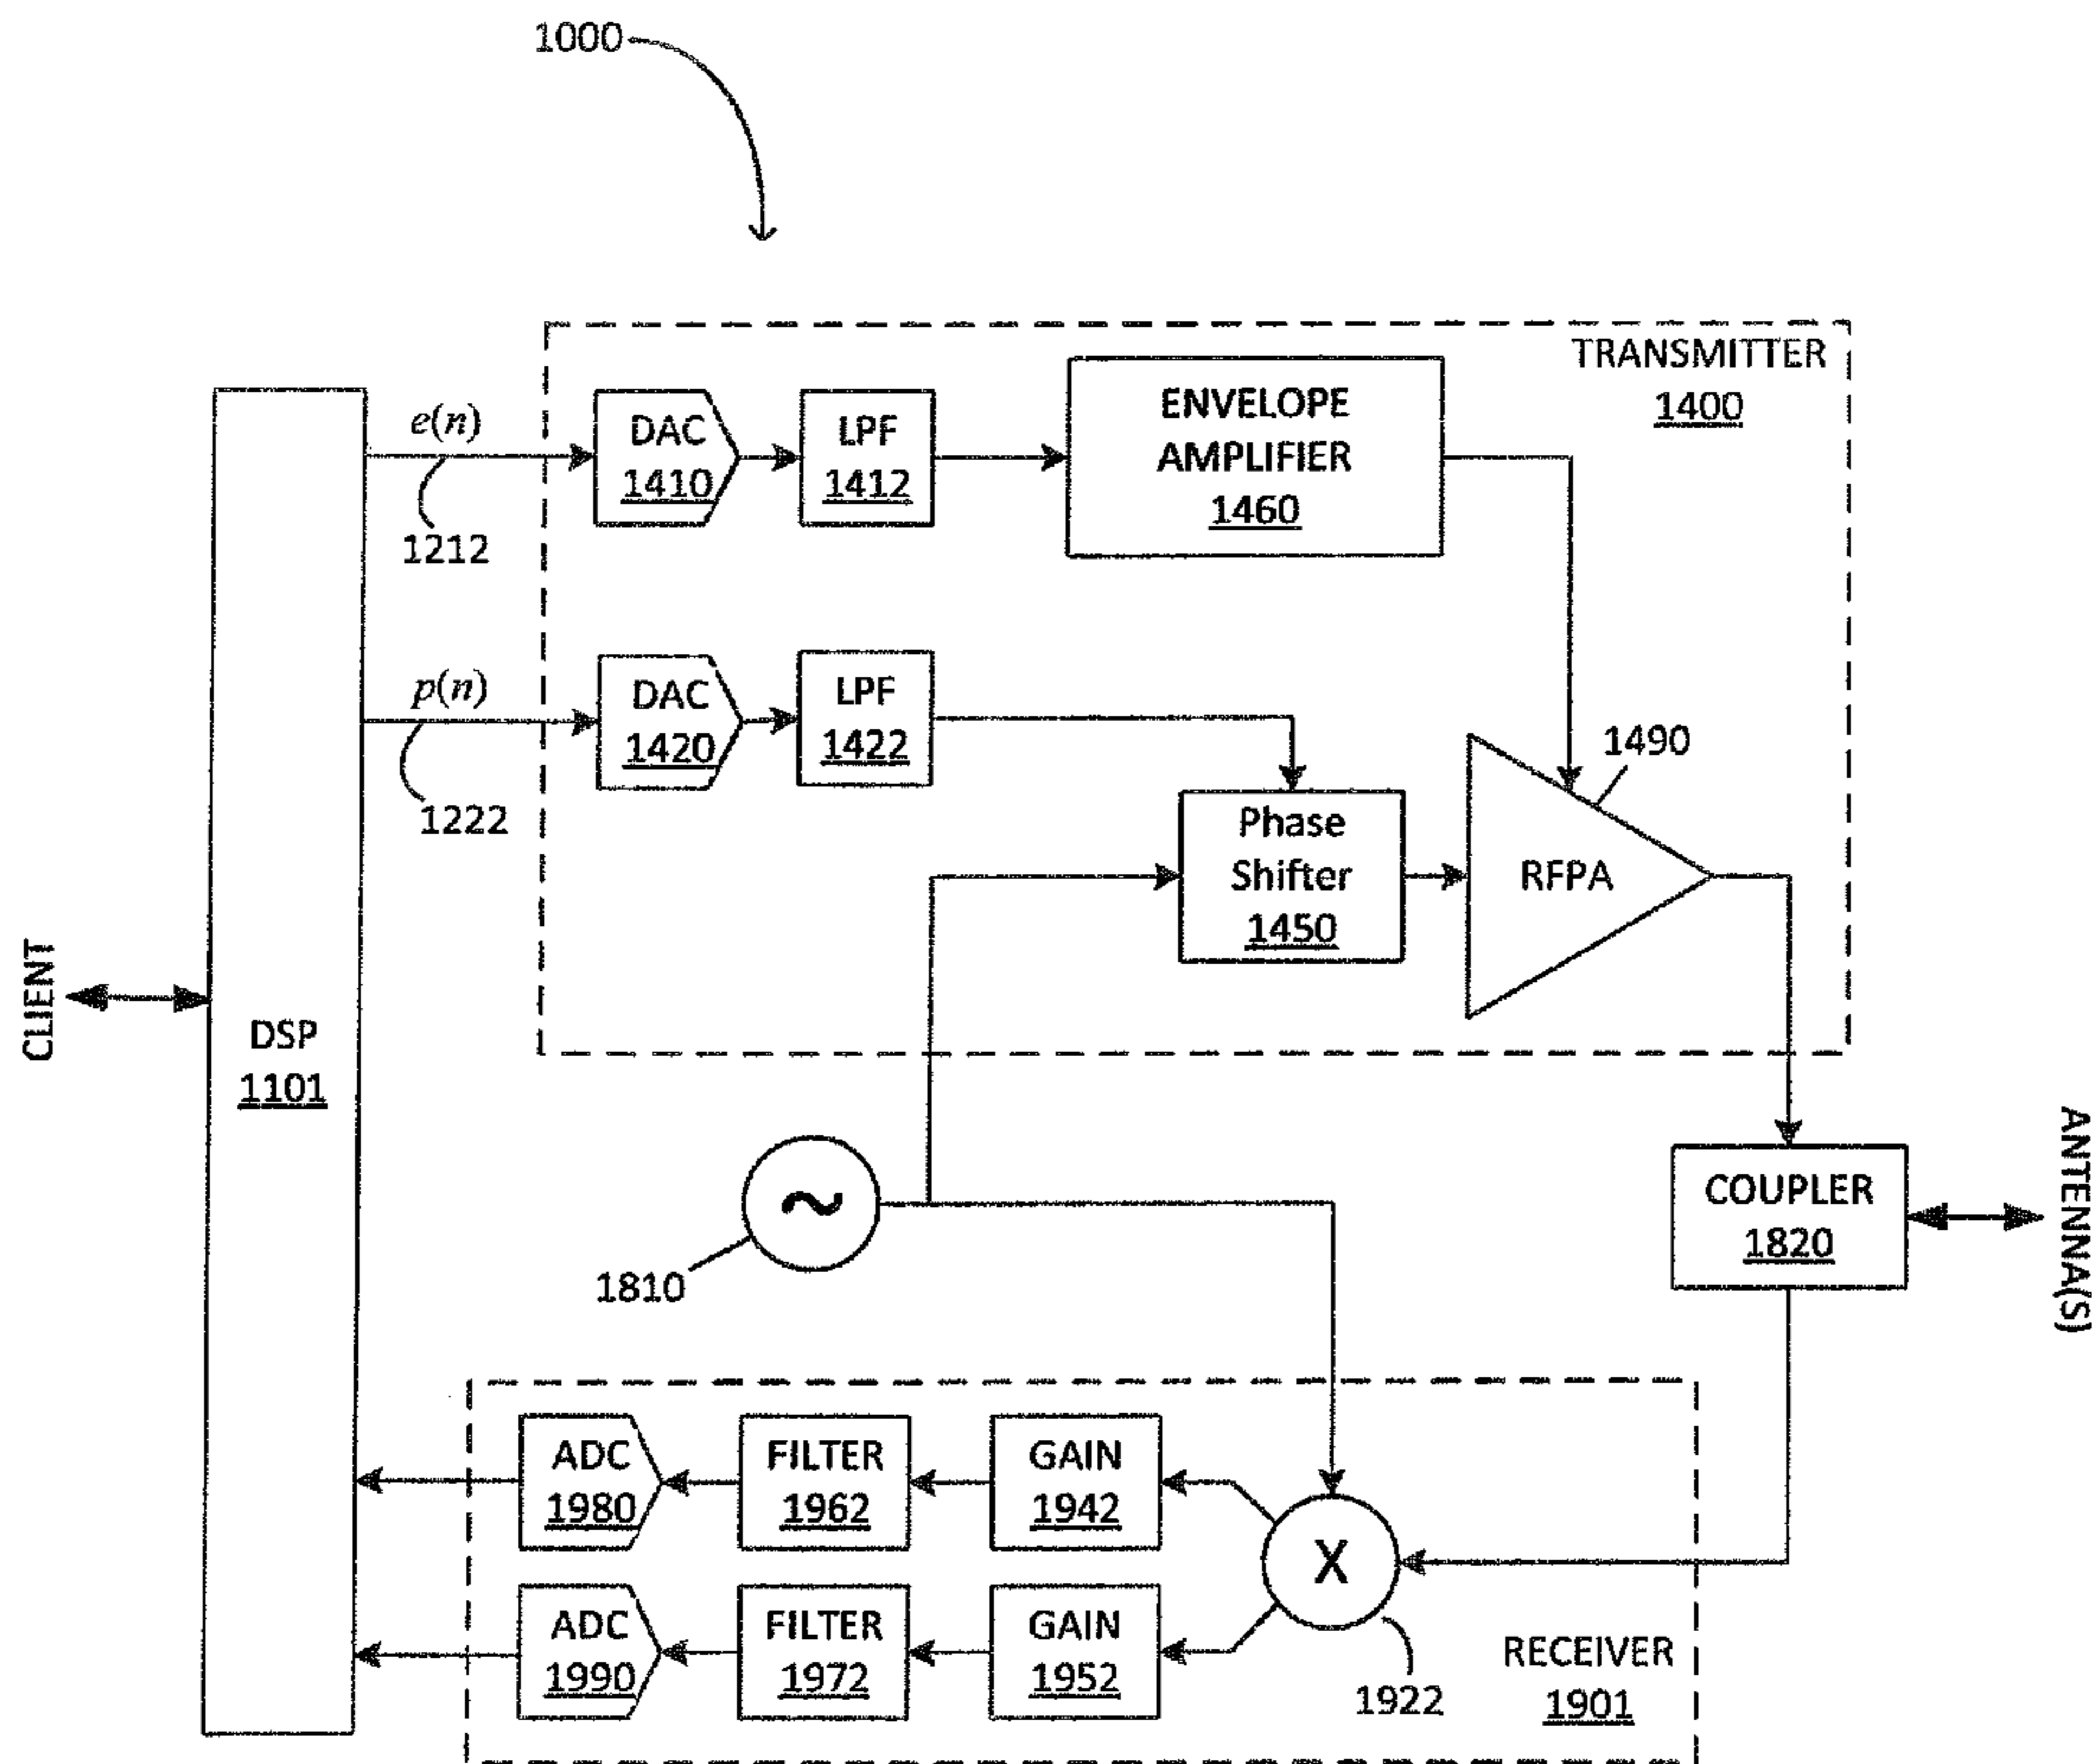 1000
TRANSMITTER
1400
e(n)
1212
DAC
1410
LPF
1412
ENVELOPE
AMPLIFIER
1460
p(n)
1222
DAC
1420
LPF
1422
Phase
Shifter
1450
RFPA
1490
CLIENT
DSP
1101
1810
COUPLER
1820
ANTENNA(S)
ADC
1980
FILTER
1962
GAIN
1942
X
1922
ADC
1990
FILTER
1972
GAIN
1952
RECEIVER
1901